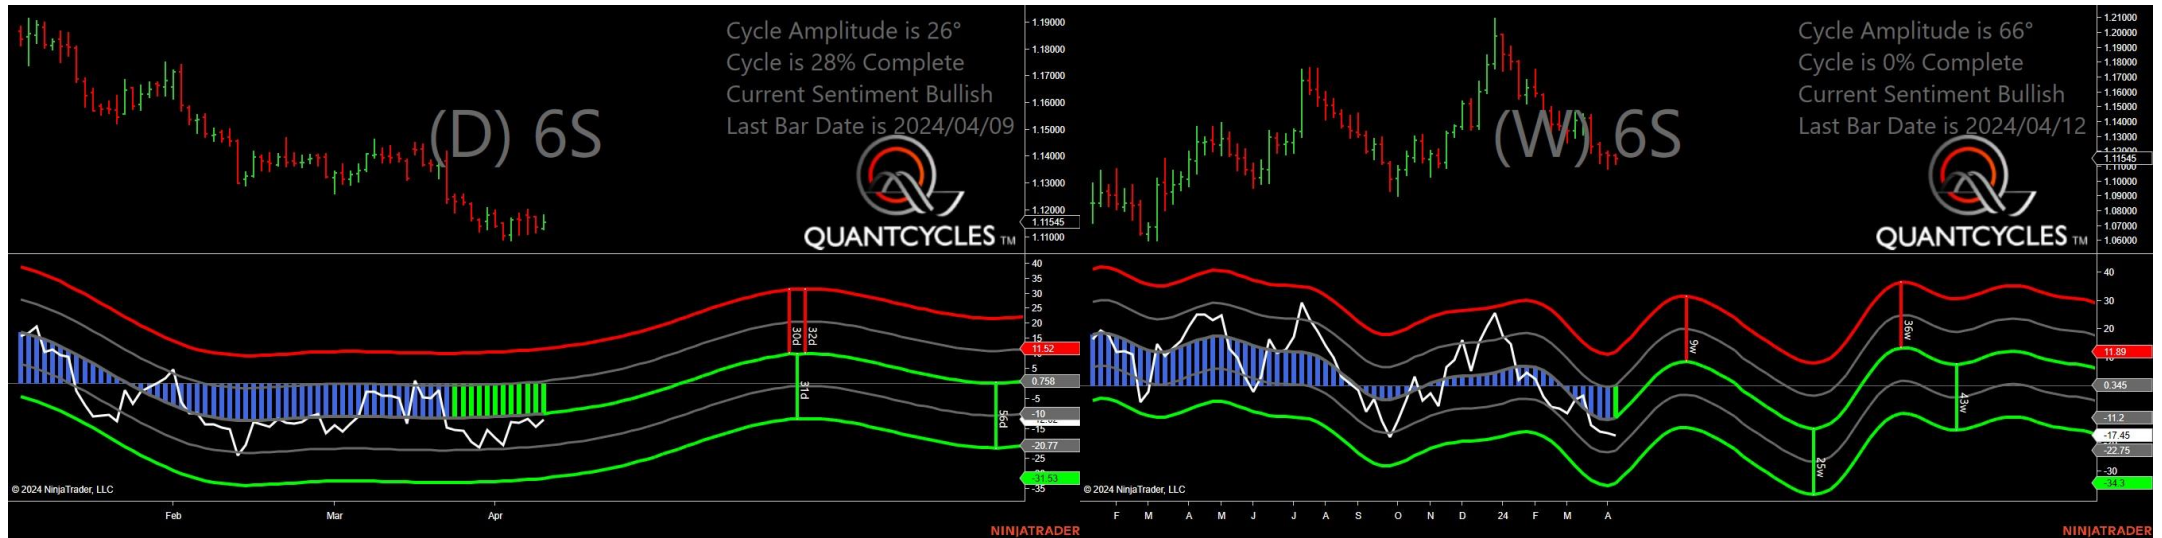 Cycle Amplitude is 26°
Cycle is 28% Complete
Current Sentiment Bullish
Last Bar Date is 2024/04/09
(D) 6S
QUANTCYCLES TM
1.19000
1.18000
1.17000
1.16000
1.15000
1.14000
1.13000
1.12000
1.11545
1.11000
40
35
30
25
20
15
11.52
5
0.758
-5
-10
-15
-20.77
-25
-31.53
-35
30d
32d
31d
56d
© 2024 NinjaTrader, LLC
Feb
Mar
Apr
NINJATRADER
Cycle Amplitude is 66°
Cycle is 0% Complete
Current Sentiment Bullish
Last Bar Date is 2024/04/12
(W) 6S
QUANTCYCLES TM
1.21000
1.20000
1.19000
1.18000
1.17000
1.16000
1.15000
1.14000
1.13000
1.11545
1.10000
1.09000
1.08000
1.07000
1.06000
40
30
20
11.89
0.345
-11.2
-17.45
-22.75
-30
-34.3
9w
36w
25w
43w
© 2024 NinjaTrader, LLC
F M A M J J A S O N D 24 F M A
NINJATRADER